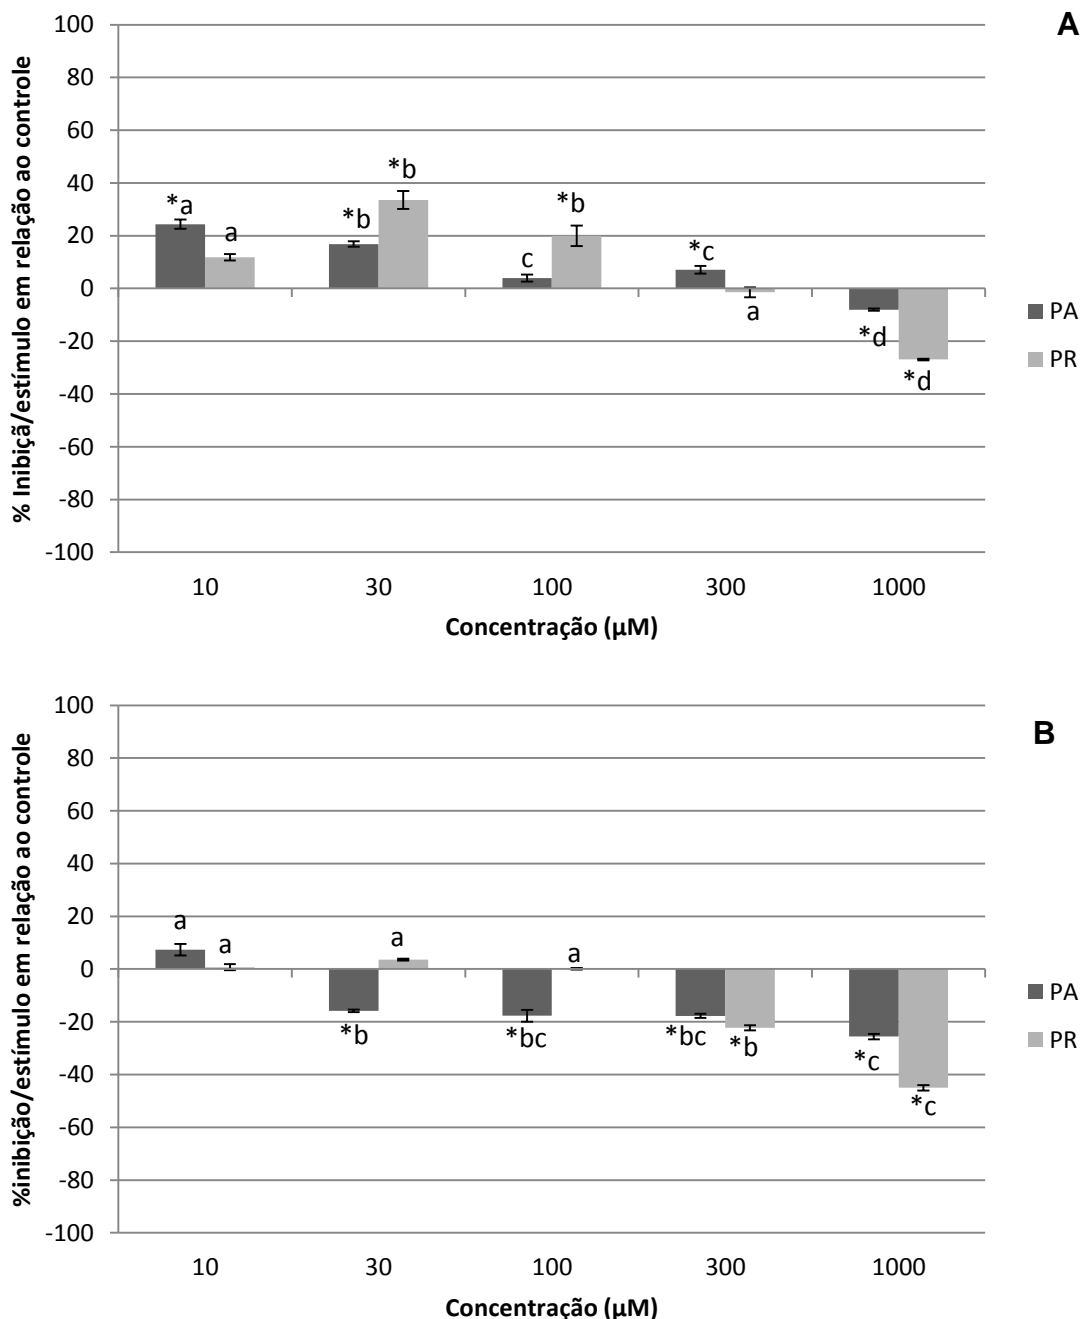 A
% Inibiçã/estímulo em relação ao controle
100
80
60
40
20
0
-20
-40
-60
-80
-100
*a
a
*b
*b
c
*b
*c
a
*d
*d
10 30 100 300 1000
Concentração (µM)
PA
PR
B
%inibição/estímulo em relação ao controle
100
80
60
40
20
0
-20
-40
-60
-80
-100
a
a
*b
a
*bc
a
*bc
*b
*c
*c
10 30 100 300 1000
Concentração (µM)
PA
PR